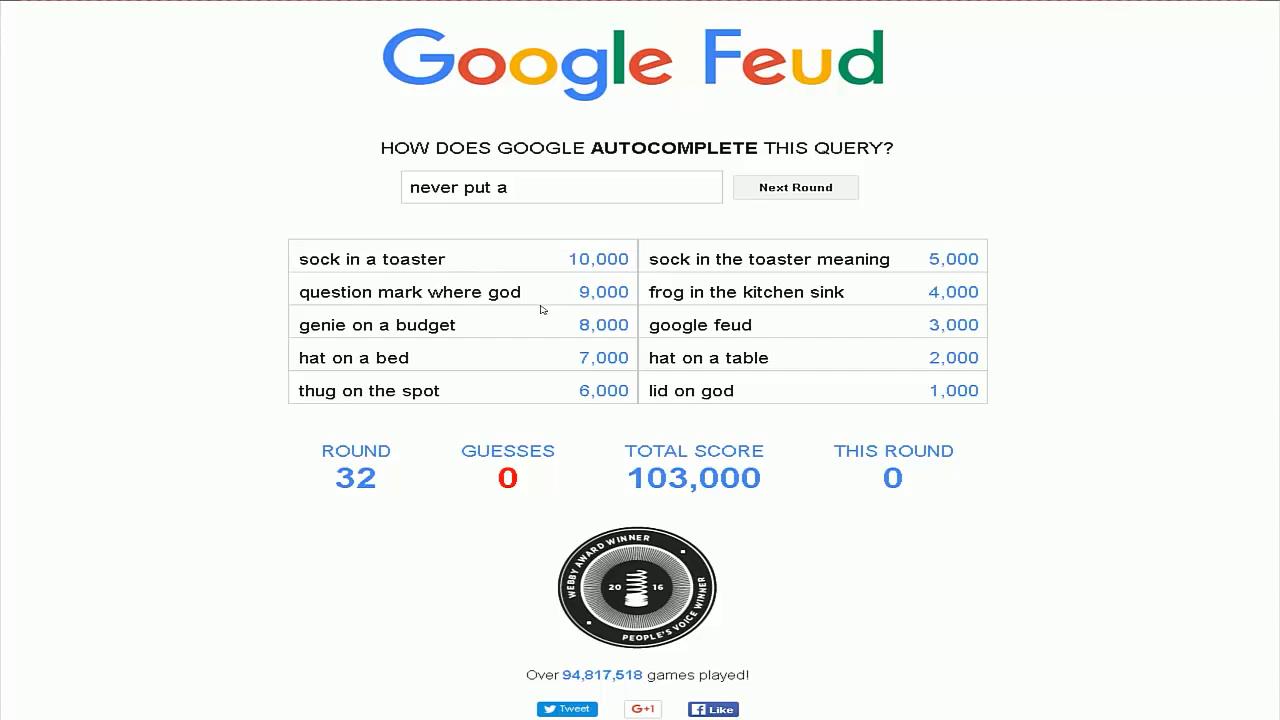 Google Feud
HOW DOES GOOGLE AUTOCOMPLETE THIS QUERY?
never put a
Next Round
sock in a toaster 10,000
question mark where god 9,000
genie on a budget 8,000
hat on a bed 7,000
thug on the spot 6,000
sock in the toaster meaning 5,000
frog in the kitchen sink 4,000
google feud 3,000
hat on a table 2,000
lid on god 1,000
ROUND
32
GUESSES
0
TOTAL SCORE
103,000
THIS ROUND
0
WEBBY AWARD WINNER
20 16
PEOPLE'S VOICE WINNER
Over 94,817,518 games played!
Tweet
G+1
Like